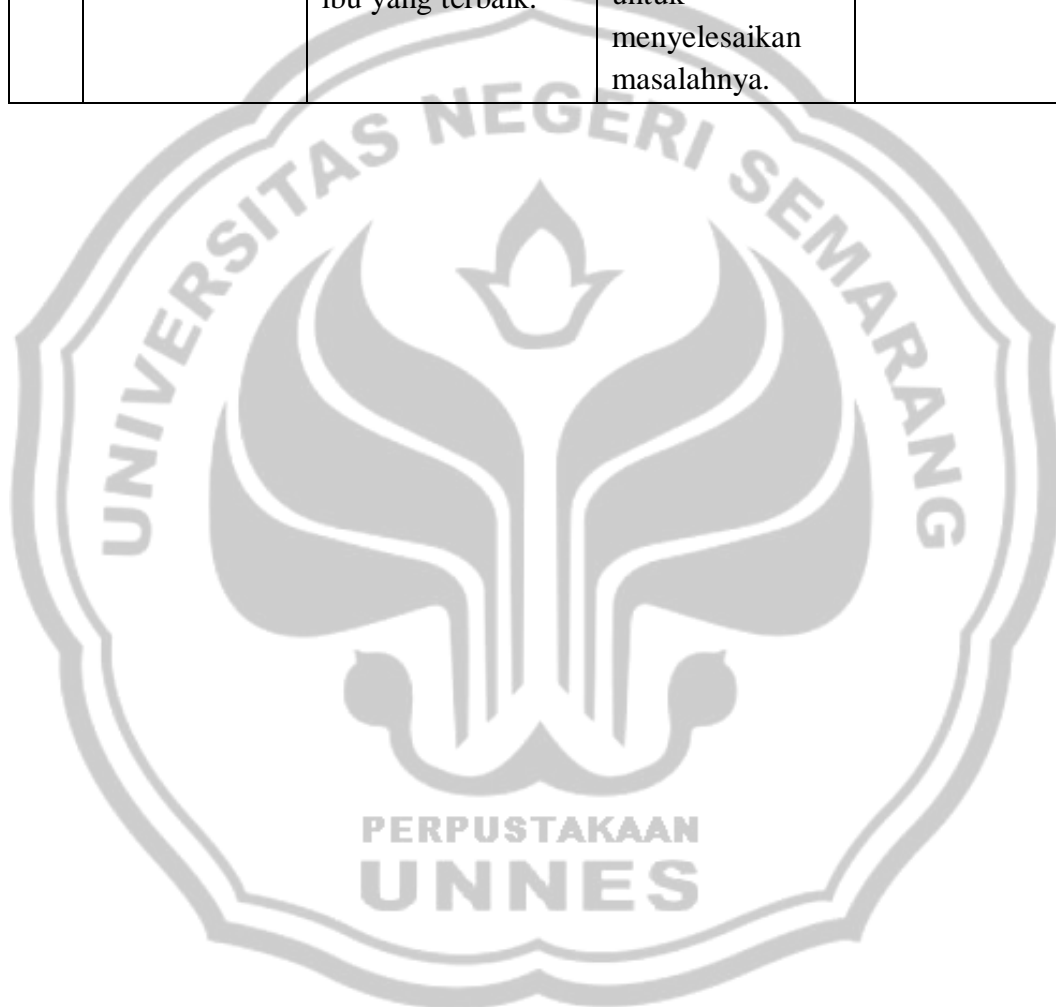 ibu yang terbaik.
untuk
menyelesaikan
masalahnya.
UNIVERSITAS NEGERI SEMARANG
PERPUSTAKAAN
UNNES